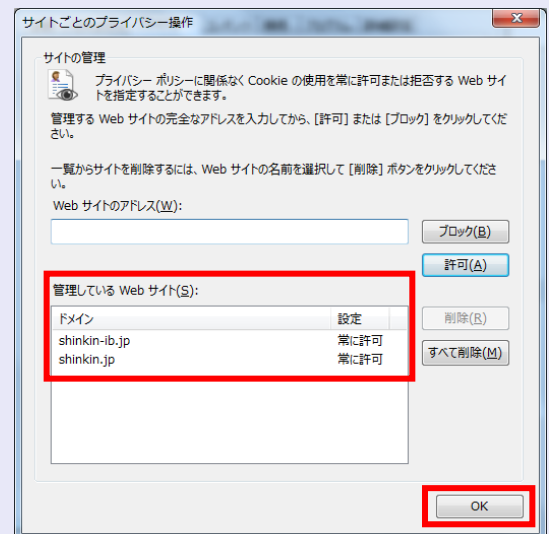 サイトごとのプライバシー操作
サイトの管理
プライバシー ポリシーに関係なく Cookie の使用を常に許可または拒否する Web サイ
トを指定することができます。
管理する Web サイトの完全なアドレスを入力してから、[許可] または [ブロック] をクリックしてくだ
さい。
一覧からサイトを削除するには、Web サイトの名前を選択して [削除] ボタンをクリックしてくださ
い。
Web サイトのアドレス(W):
ブロック(B)
許可(A)
管理している Web サイト(S):
ドメイン 設定
削除(R)
shinkin-ib.jp 常に許可
shinkin.jp 常に許可
すべて削除(M)
OK